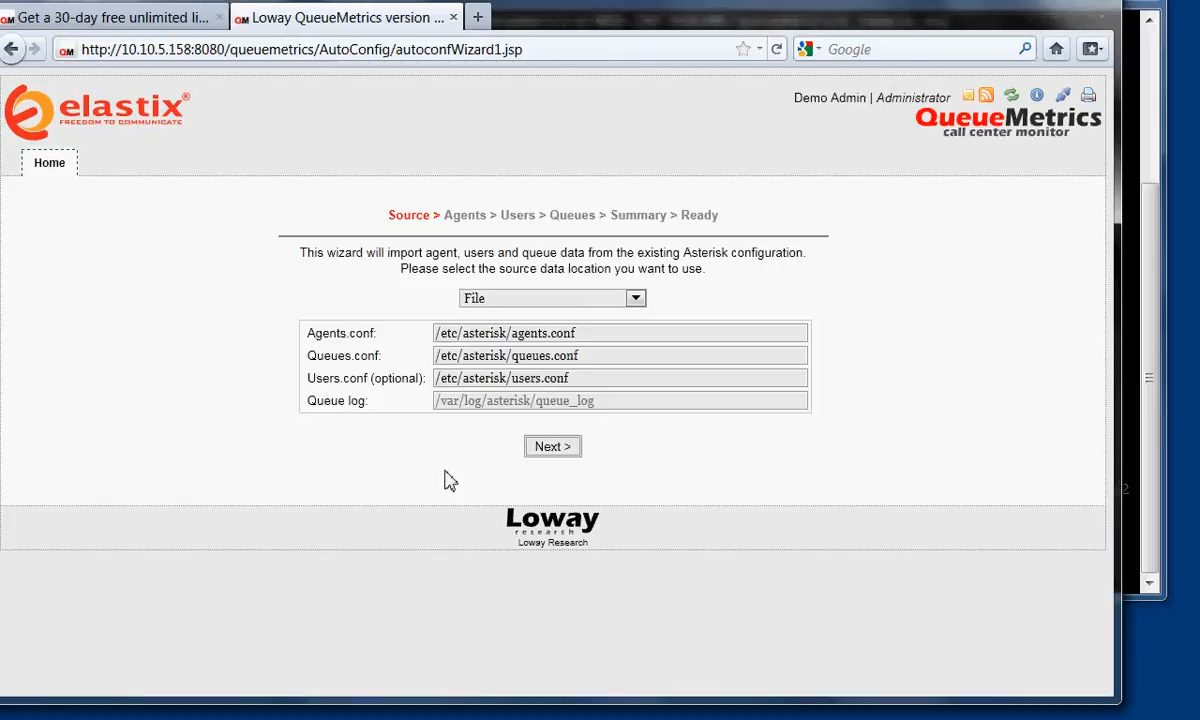 Get a 30-day free unlimited li...
Loway QueueMetrics version ...
http://10.10.5.158:8080/queuemetrics/AutoConfig/autoconfWizard1.jsp
Google
elastix®
FREEDOM TO COMMUNICATE
Demo Admin | Administrator
QueueMetrics
call center monitor
Home
Source > Agents > Users > Queues > Summary > Ready
This wizard will import agent, users and queue data from the existing Asterisk configuration.
Please select the source data location you want to use.
File
Agents.conf: /etc/asterisk/agents.conf
Queues.conf: /etc/asterisk/queues.conf
Users.conf (optional): /etc/asterisk/users.conf
Queue log: /var/log/asterisk/queue_log
Next >
Loway
research
Loway Research
2